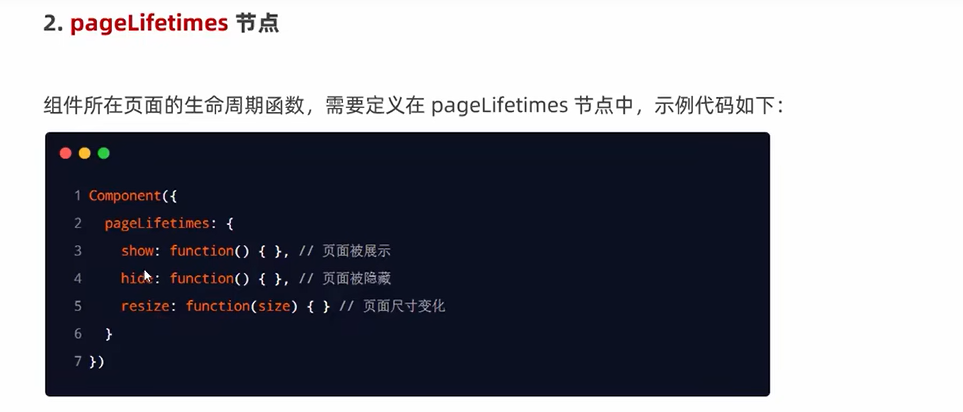 2. pageLifetimes 节点
组件所在页面的生命周期函数，需要定义在 pageLifetimes 节点中，示例代码如下：
1 Component({
2 pageLifetimes: {
3 show: function() { }, // 页面被展示
4 hide: function() { }, // 页面被隐藏
5 resize: function(size) { } // 页面尺寸变化
6 }
7 })